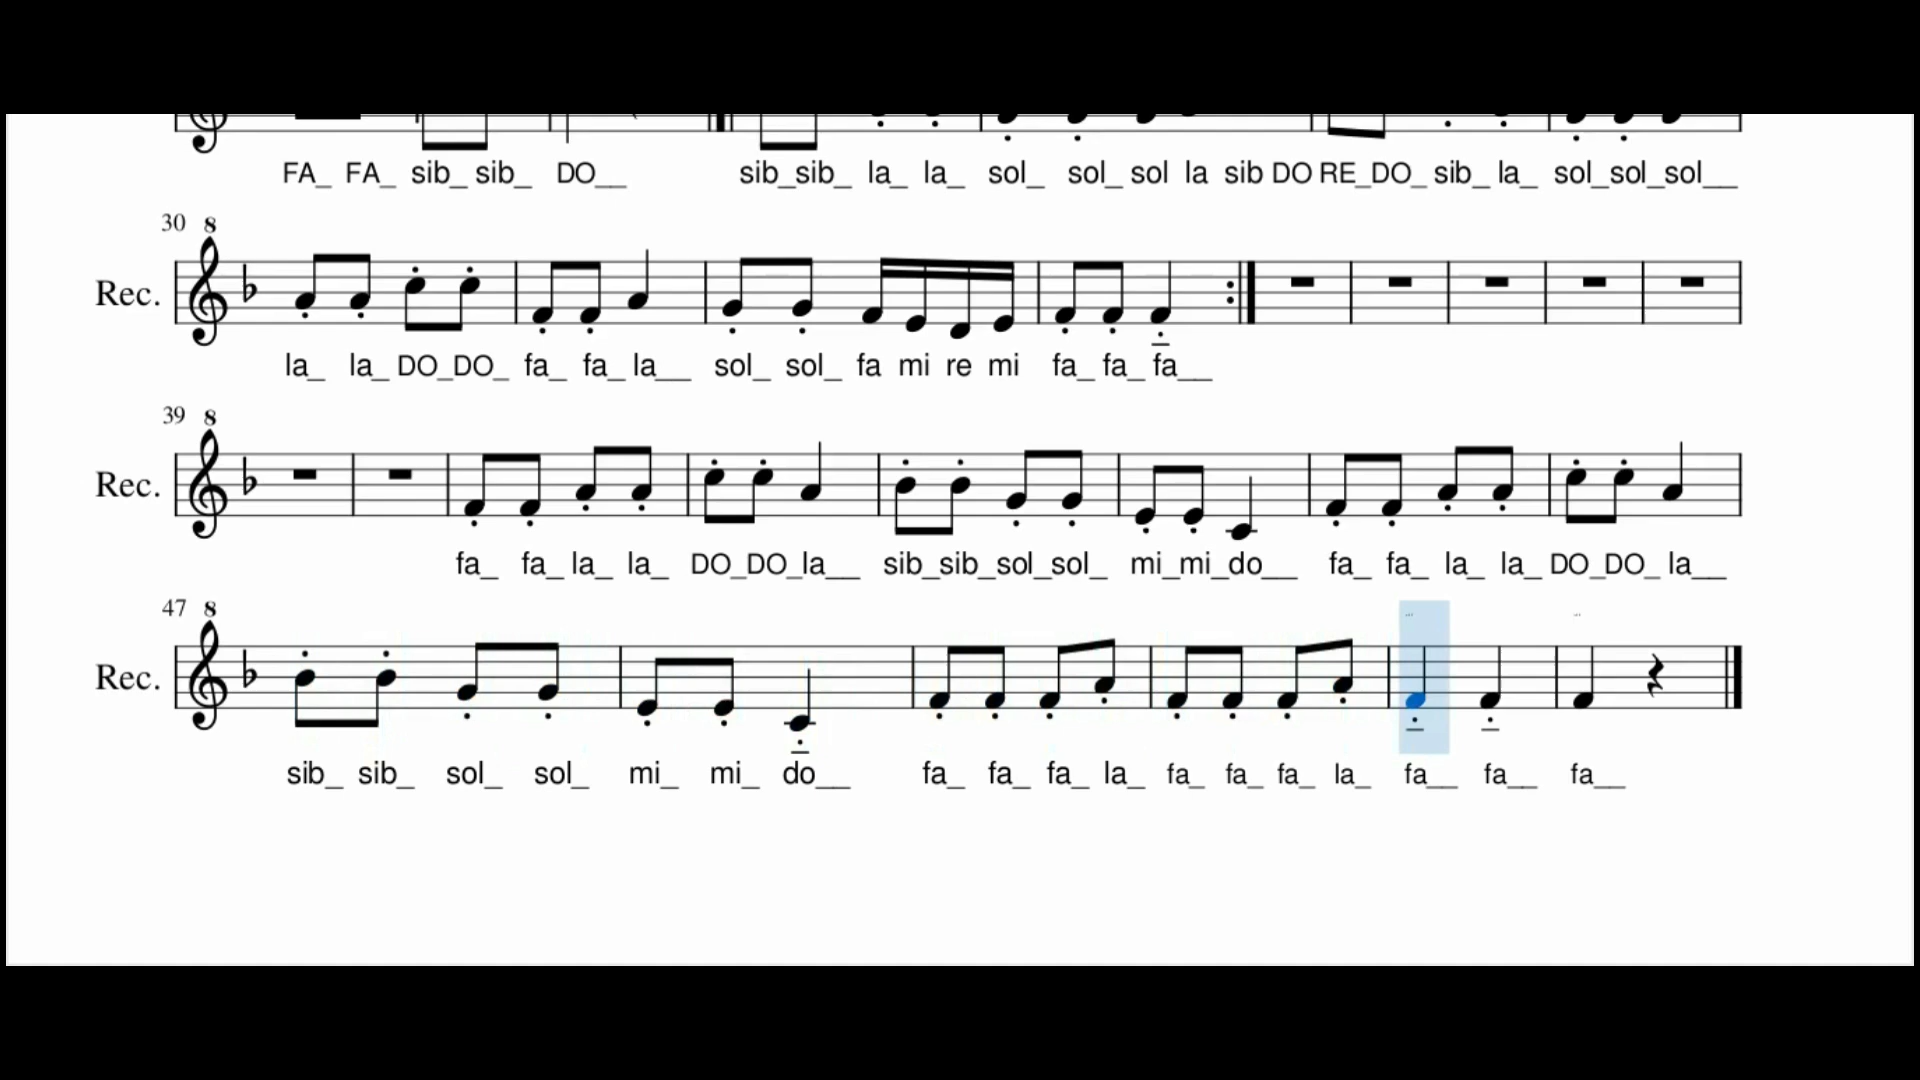 FA_ FA_ sib_ sib_ DO__ sib_sib_ la_ la_ sol_ sol_ sol la sib DO RE_DO_ sib_ la_ sol_sol_sol__
30 8
Rec.
la_ la_ DO_DO_ fa_ fa_ la__ sol_ sol_ fa mi re mi fa_ fa_ fa__
39 8
Rec.
fa_ fa_ la_ la_ DO_DO_la__ sib_sib_sol_sol_ mi_mi_do__ fa_ fa_ la_ la_ DO_DO_ la__
47 8
Rec.
sib_ sib_ sol_ sol_ mi_ mi_ do__ fa_ fa_ fa_ la_ fa_ fa_ fa_ la_ fa__ fa__ fa__